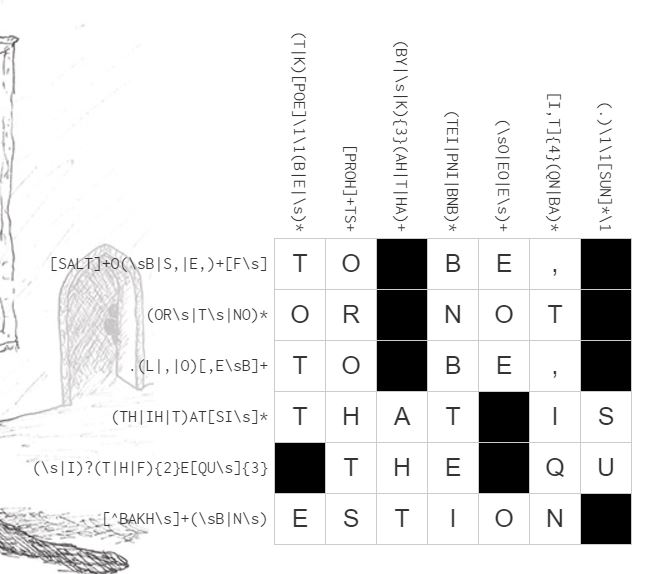 (T|K)[POE]\1\1(B|E|\s)*
[PROH]+TS+
(BY|\s|K){3}(AH|T|HA)+
(TEI|PNI|BNB)*
(\sO|EO|E\s)+
[I,T]{4}(QN|BA)*
(.)\1\1[SUN]*\1
[SALT]+O(\sB|S,|E,)+[F\s] T O B E ,
(OR\s|T\s|NO)* O R N O T
.(L|,|O)[,E\sB]+ T O B E ,
(TH|IH|T)AT[SI\s]* T H A T I S
(\s|I)?(T|H|F){2}E[QU\s]{3} T H E Q U
[^BAKH\s]+(\sB|N\s) E S T I O N